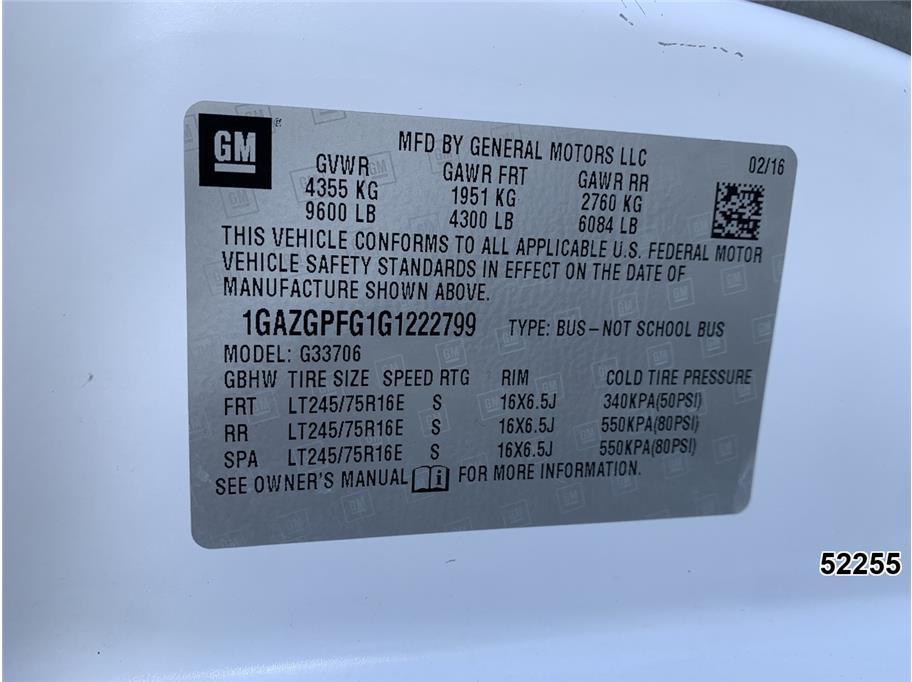 GM
MFD BY GENERAL MOTORS LLC 02/16
GVWR GAWR FRT GAWR RR
4355 KG 1951 KG 2760 KG
9600 LB 4300 LB 6084 LB
THIS VEHICLE CONFORMS TO ALL APPLICABLE U.S. FEDERAL MOTOR
VEHICLE SAFETY STANDARDS IN EFFECT ON THE DATE OF
MANUFACTURE SHOWN ABOVE.
1GAZGPFG1G1222799 TYPE: BUS–NOT SCHOOL BUS
MODEL: G33706
GBHW TIRE SIZE SPEED RTG RIM COLD TIRE PRESSURE
FRT LT245/75R16E S 16X6.5J 340KPA(50PSI)
RR LT245/75R16E S 16X6.5J 550KPA(80PSI)
SPA LT245/75R16E S 16X6.5J 550KPA(80PSI)
SEE OWNER'S MANUAL i FOR MORE INFORMATION.
52255